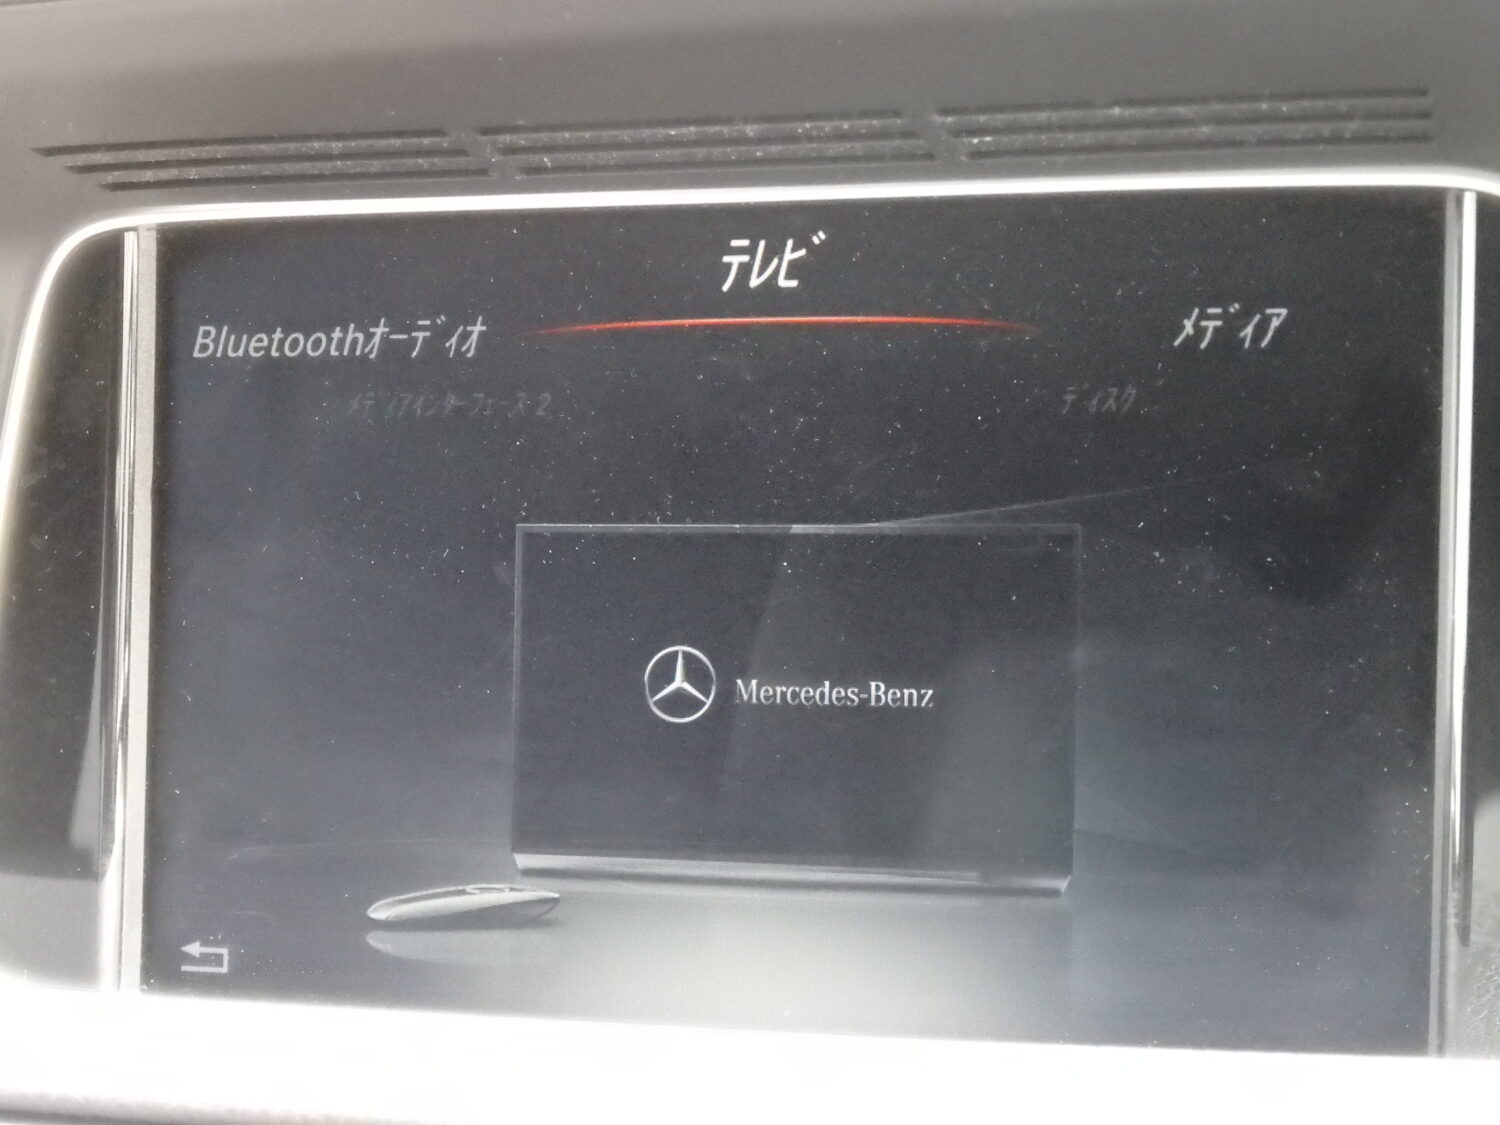 ﾃﾚﾋﾞ
Bluetoothｵｰﾃﾞｨｵ
ﾒﾃﾞｨｱ
ﾒﾃﾞｨｱｲﾝﾀｰﾌｪｰｽ 2
ﾃﾞｨｽｸ
Mercedes-Benz